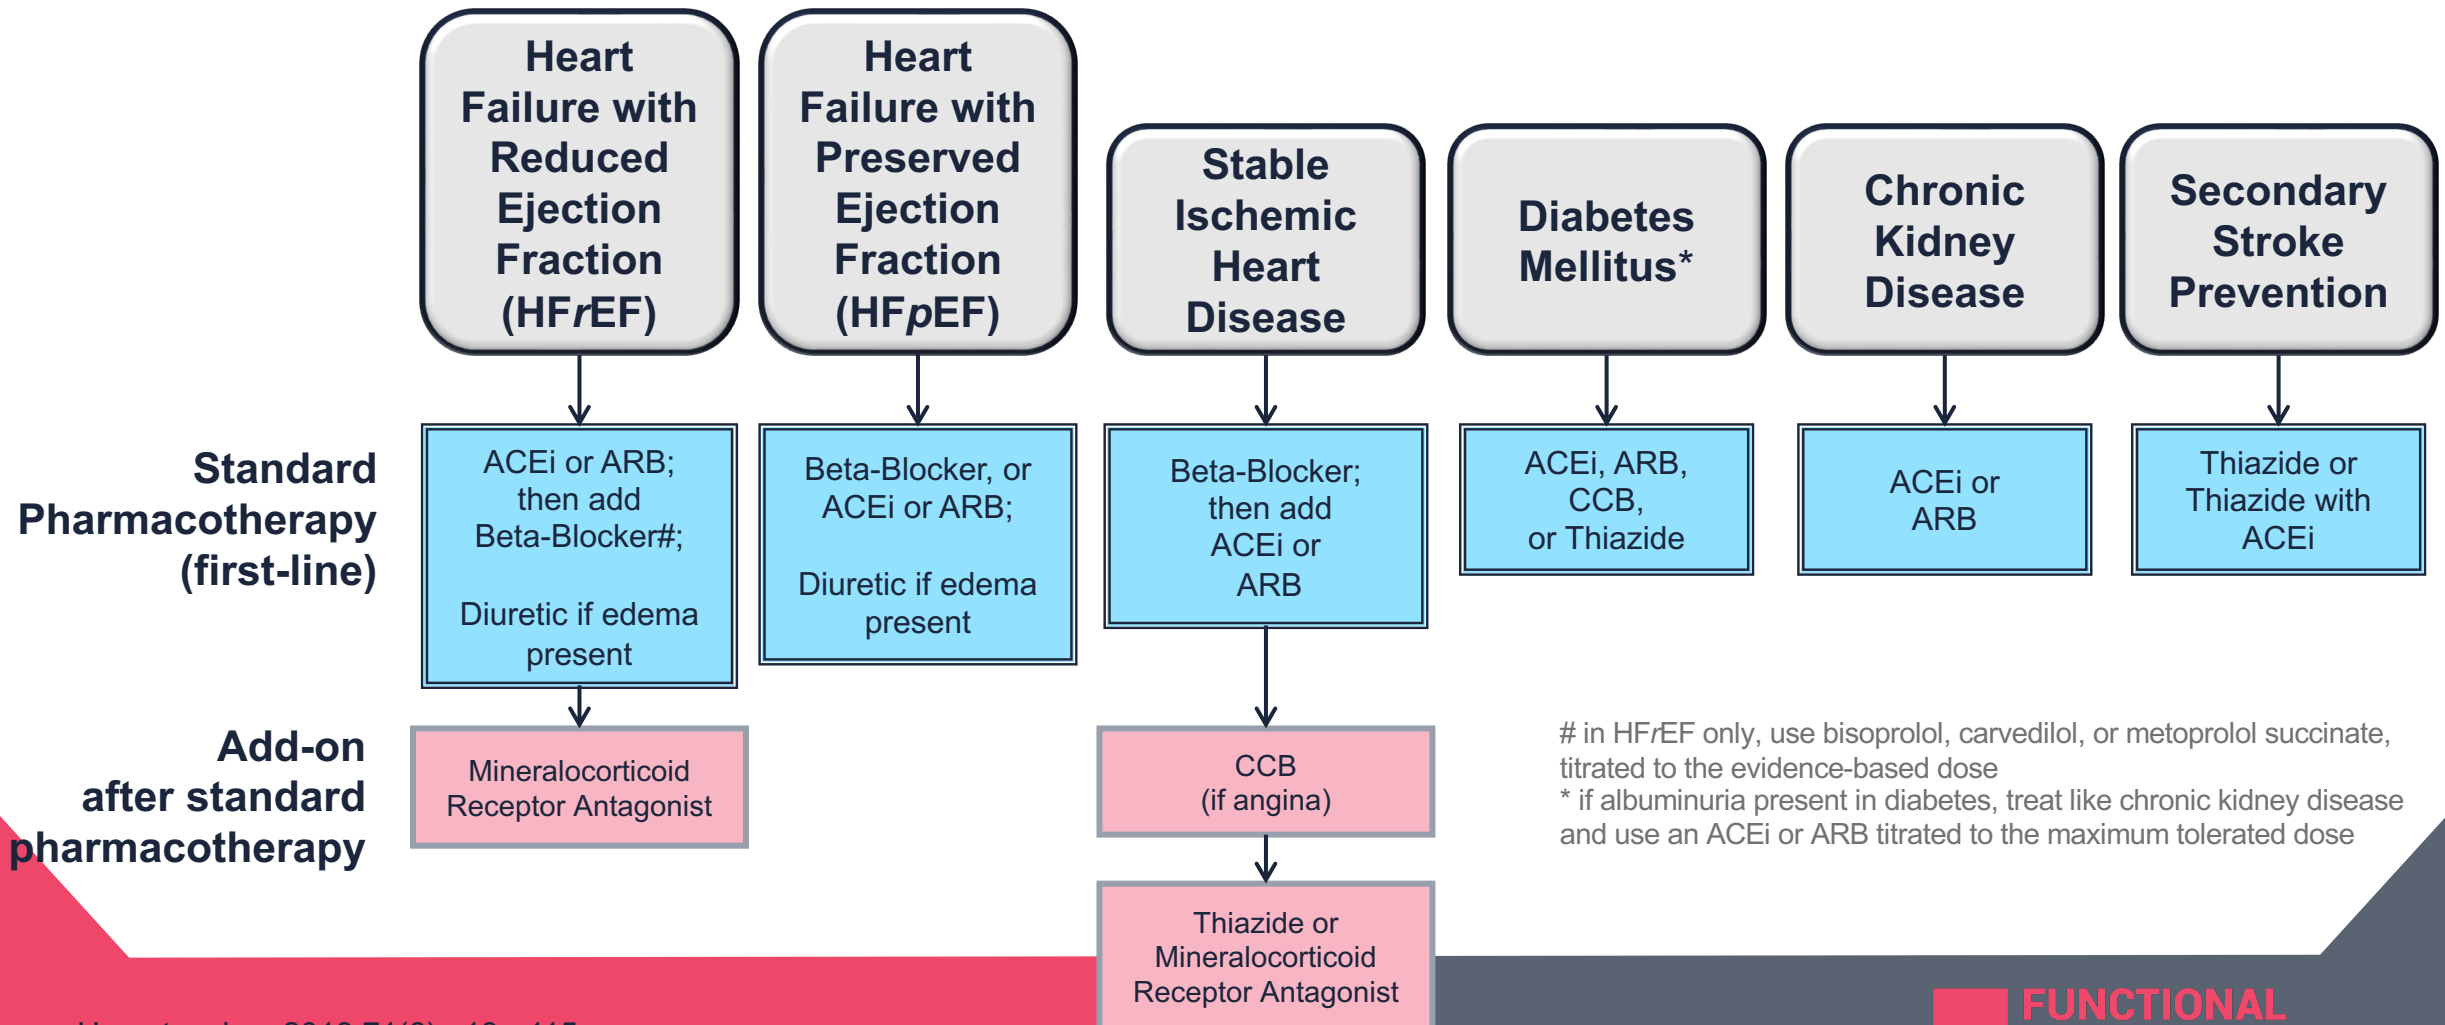 Heart
Failure with
Reduced
Ejection
Fraction
(HFrEF)
Heart
Failure with
Preserved
Ejection
Fraction
(HFpEF)
Stable
Ischemic
Heart
Disease
Diabetes
Mellitus*
Chronic
Kidney
Disease
Secondary
Stroke
Prevention
Standard
Pharmacotherapy
(first-line)
ACEi or ARB;
then add
Beta-Blocker#;
Diuretic if edema
present
Beta-Blocker, or
ACEi or ARB;
Diuretic if edema
present
Beta-Blocker;
then add
ACEi or
ARB
ACEi, ARB,
CCB,
or Thiazide
ACEi or
ARB
Thiazide or
Thiazide with
ACEi
Add-on
after standard
pharmacotherapy
Mineralocorticoid
Receptor Antagonist
CCB
(if angina)
Thiazide or
Mineralocorticoid
Receptor Antagonist
# in HFrEF only, use bisoprolol, carvedilol, or metoprolol succinate,
titrated to the evidence-based dose
* if albuminuria present in diabetes, treat like chronic kidney disease
and use an ACEi or ARB titrated to the maximum tolerated dose
FUNCTIONAL